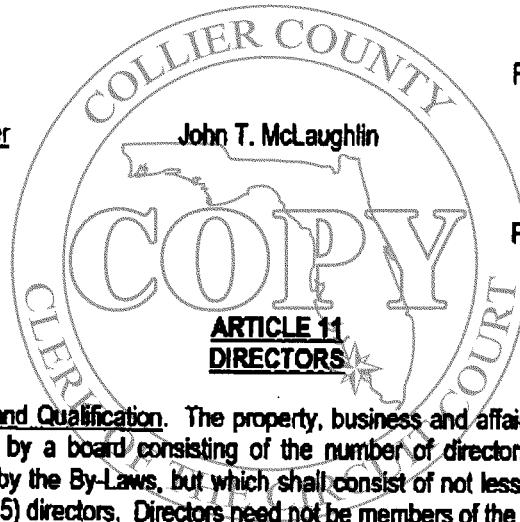 COLLIER COUNTY
F
er
John T. McLaughlin
COPY
F
ARTICLE 11
DIRECTORS
and Qualification. The property, business and affai
by a board consisting of the number of director
by the By-Laws, but which shall consist of not less
5) directors. Directors need not be members of the
CLERK OF THE CIRCUIT COURT